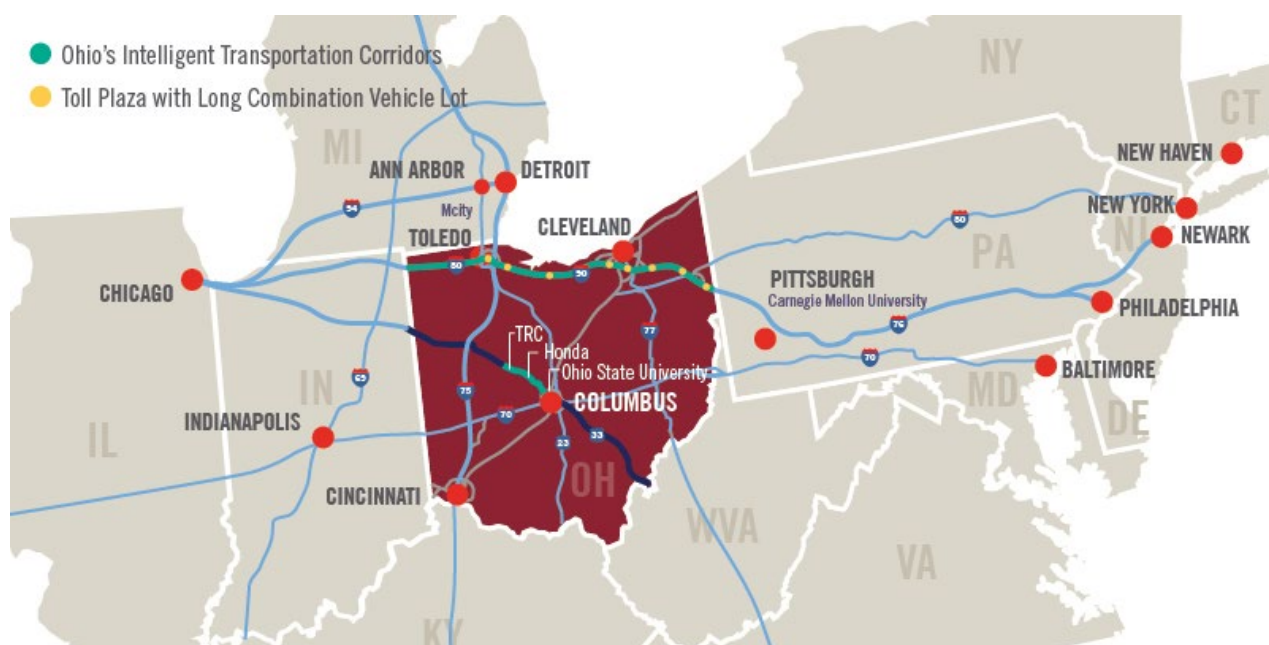 Ohio's Intelligent Transportation Corridors
Toll Plaza with Long Combination Vehicle Lot
NY
CT
MI
NEW HAVEN
ANN ARBOR
DETROIT
94
Mcity
NEW YORK
80
CLEVELAND
TOLEDO
NJ
NEWARK
PA
80
90
PITTSBURGH
Carnegie Mellon University
CHICAGO
PHILADELPHIA
76
77
TRC
Honda
Ohio State University
70
BALTIMORE
69
IN
75
MD
DE
COLUMBUS
70
INDIANAPOLIS
IL
23
33
OH
CINCINNATI
WVA
VA
KY